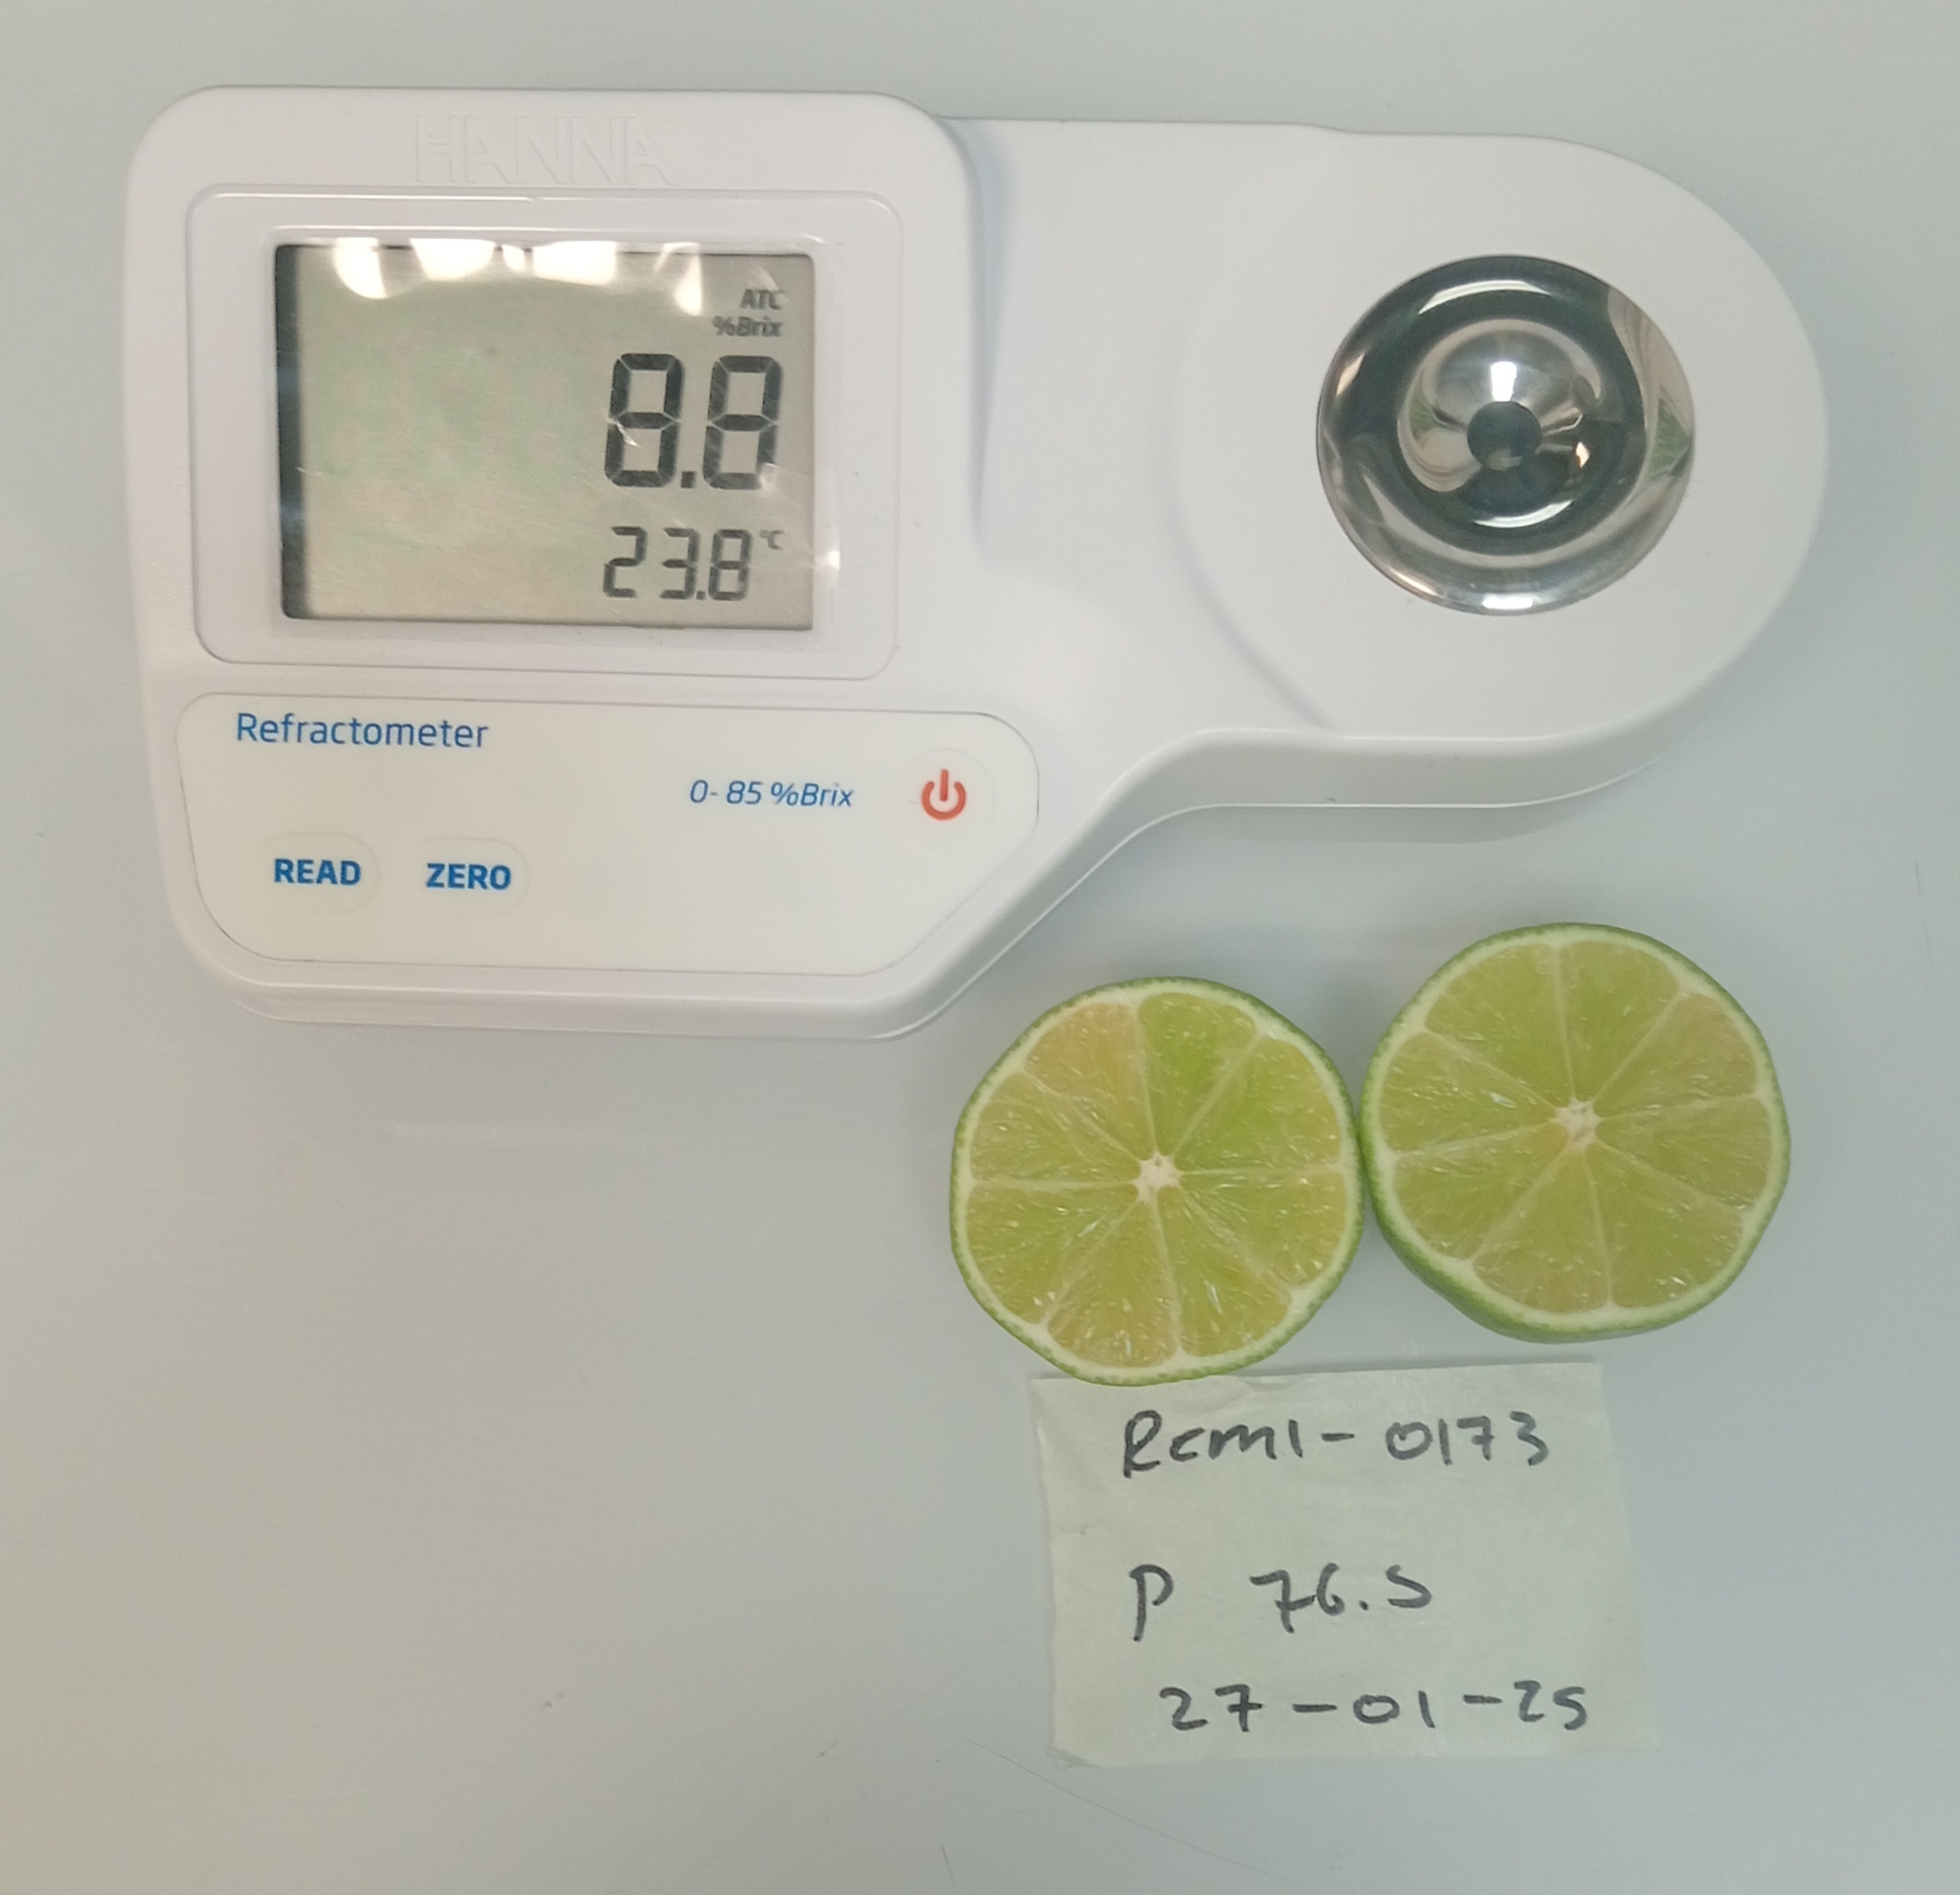 HANNA
ATC
%Brix
8.8
23.8°C
Refractometer
0-85 %Brix
READ
ZERO
Rcm1-0173
P 76.5
27-01-25